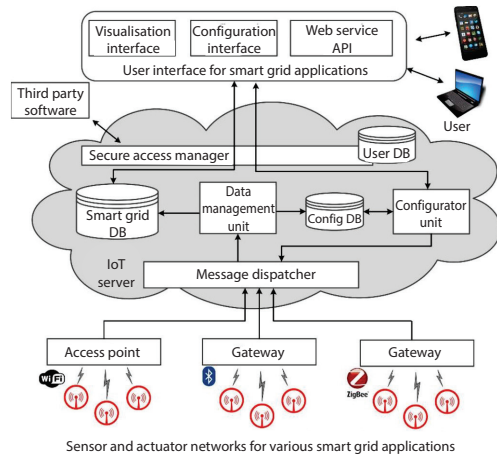 Visualisation
interface
Configuration
interface
Web service
API
User interface for smart grid applications
Third party
software
User
Secure access manager
User DB
Smart grid
DB
Data
management
unit
Config DB
Configurator
unit
IoT
server
Message dispatcher
Access point
Gateway
Gateway
WiFi
ZigBee
Sensor and actuator networks for various smart grid applications